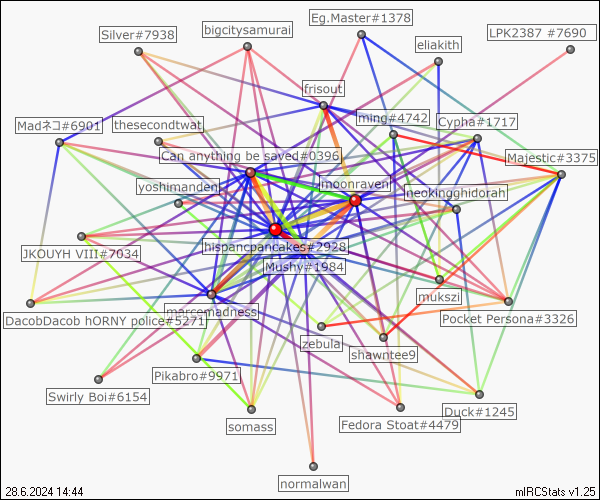 Eg.Master#1378
bigcitysamurai
Silver#7938
LPK2387 #7690
eliakith
frisout
ming#4742
Cypha#1717
Madネコ#6901
thesecondtwat
Can anything be saved#0396
Majestic#3375
yoshimanden
moonraven
neokingghidorah
hispancpancakes#2928
JKOUYH VIII#7034
Mushy#1984
mukszi
marcemadness
DacobDacob hORNY police#5271
Pocket Persona#3326
zebula
shawntee9
Pikabro#9971
Swirly Boi#6154
Duck#1245
somass
Fedora Stoat#4479
normalwan
28.6.2024 14:44
mIRCStats v1.25